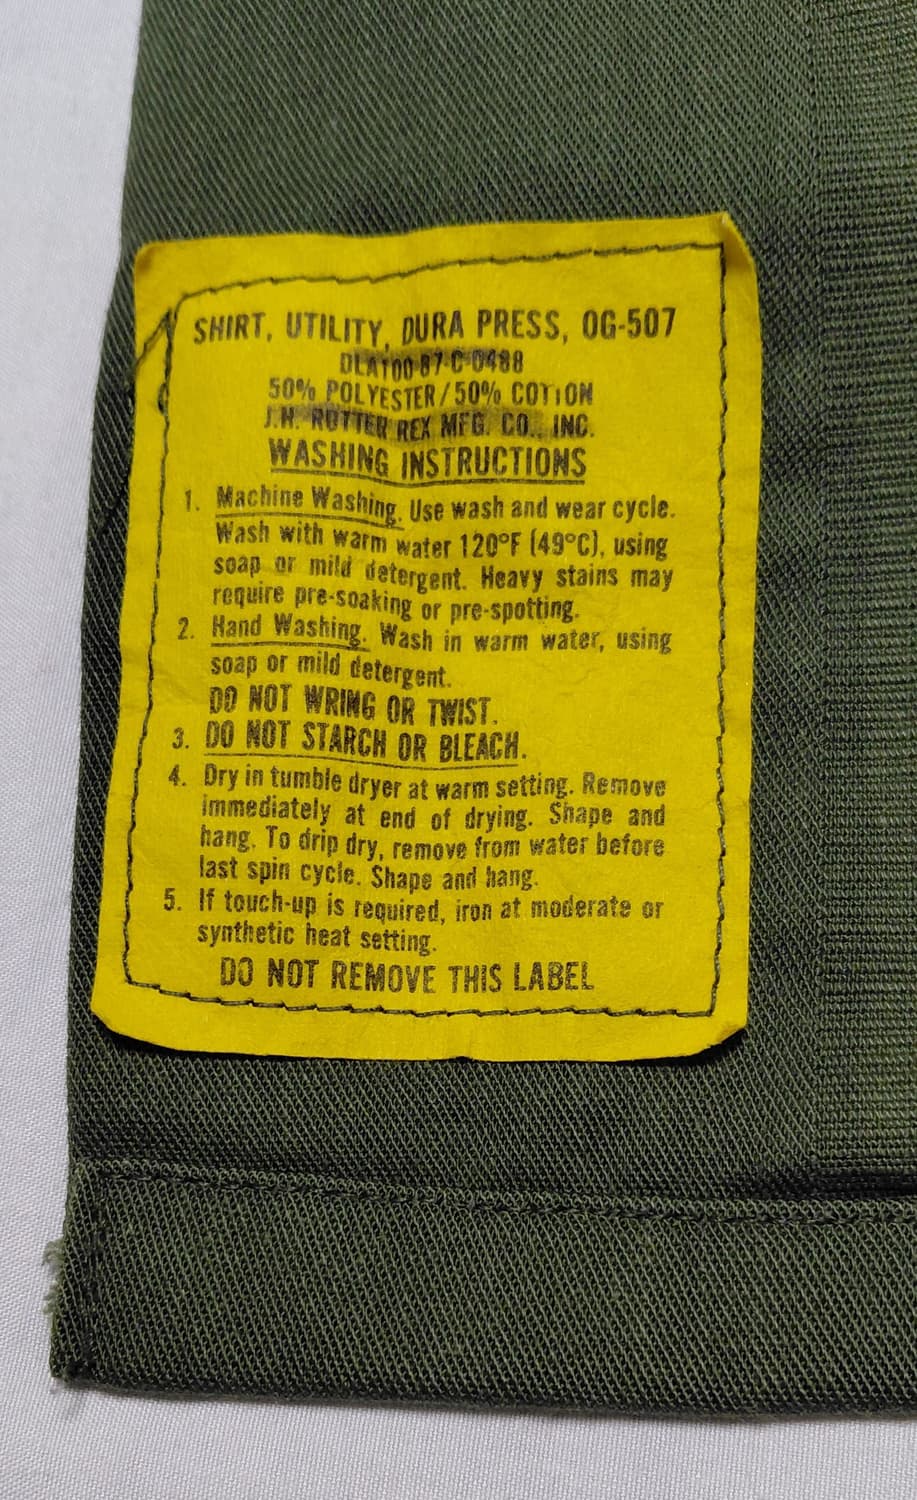 SHIRT, UTILITY, DURA PRESS, OG-507
DLA100-87-C-0488
50% POLYESTER/50% COTTON
J.H. RUTTER REX MFG. CO., INC.
WASHING INSTRUCTIONS
1. Machine Washing. Use wash and wear cycle.
Wash with warm water 120°F (49°C), using
soap or mild detergent. Heavy stains may
require pre-soaking or pre-spotting.
2. Hand Washing. Wash in warm water, using
soap or mild detergent.
DO NOT WRING OR TWIST.
3. DO NOT STARCH OR BLEACH.
4. Dry in tumble dryer at warm setting. Remove
immediately at end of drying. Shape and
hang. To drip dry, remove from water before
last spin cycle. Shape and hang.
5. If touch-up is required, iron at moderate or
synthetic heat setting.
DO NOT REMOVE THIS LABEL